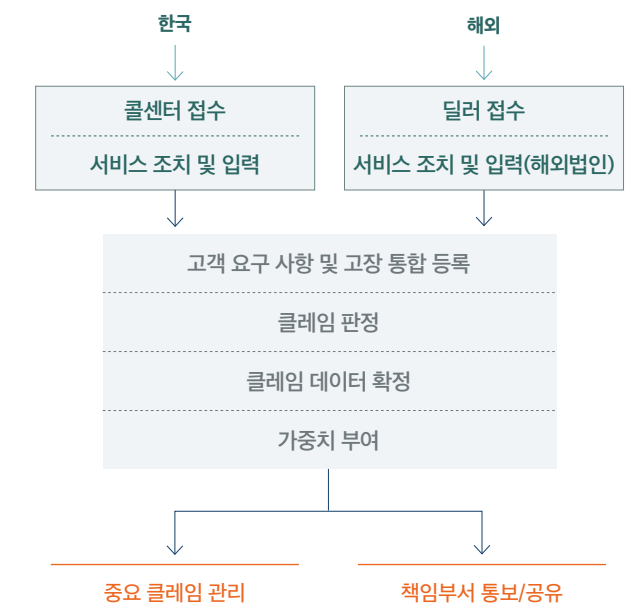 한국
해외
콜센터 접수
딜러 접수
서비스 조치 및 입력
서비스 조치 및 입력(해외법인)
고객 요구 사항 및 고장 통합 등록
클레임 판정
클레임 데이터 확정
가중치 부여
중요 클레임 관리
책임부서 통보/공유